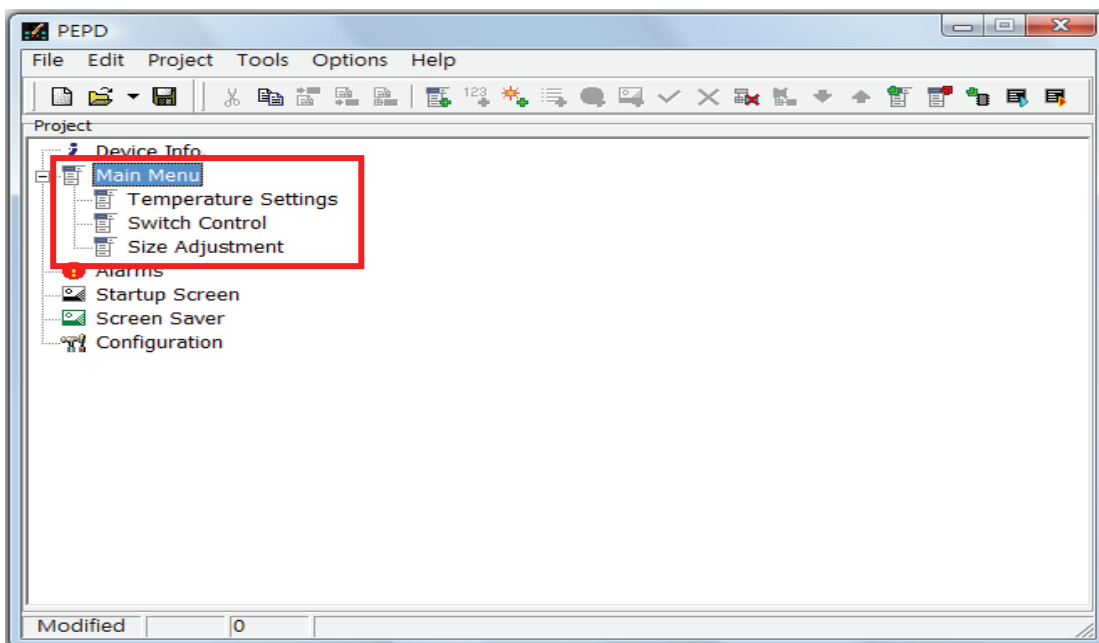 PEPD
File Edit Project Tools Options Help
123
Project
Device Info.
Main Menu
Temperature Settings
Switch Control
Size Adjustment
Alarms
Startup Screen
Screen Saver
Configuration
Modified 0